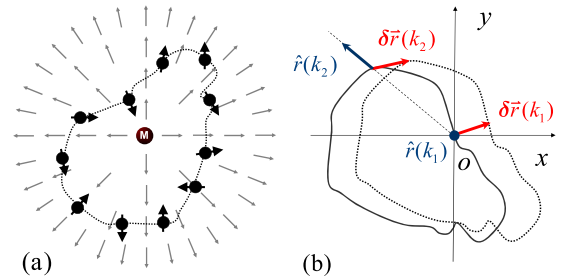 M
(a)
y
δr⃗(k₂)
r̂(k₂)
δr⃗(k₁)
r̂(k₁)
o
x
(b)